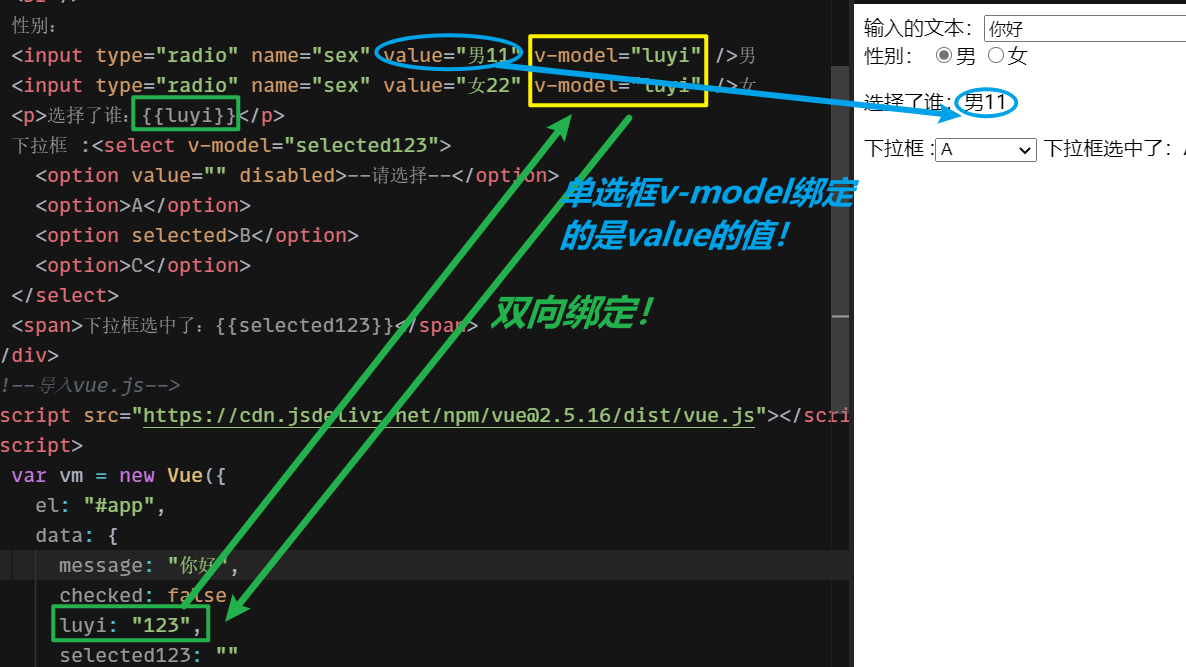 性别：
<input type="radio" name="sex" value="男11" v-model="luyi" />男
<input type="radio" name="sex" value="女22" v-model="luyi" />女
<p>选择了谁：{{luyi}}</p>
下拉框 :<select v-model="selected123">
<option value="" disabled>--请选择--</option>
<option>A</option>
<option selected>B</option>
<option>C</option>
</select>
<span>下拉框选中了：{{selected123}}</span>
/div>
!--导入vue.js-->
script src="https://cdn.jsdelivr.net/npm/vue@2.5.16/dist/vue.js"></scri
script>
var vm = new Vue({
el: "#app",
data: {
message: "你好",
checked: false
luyi: "123",
selected123: ""
单选框v-model绑定
的是value的值！
双向绑定！
输入的文本： 你好
性别： 男 女
选择了谁：男11
下拉框 : A 下拉框选中了：